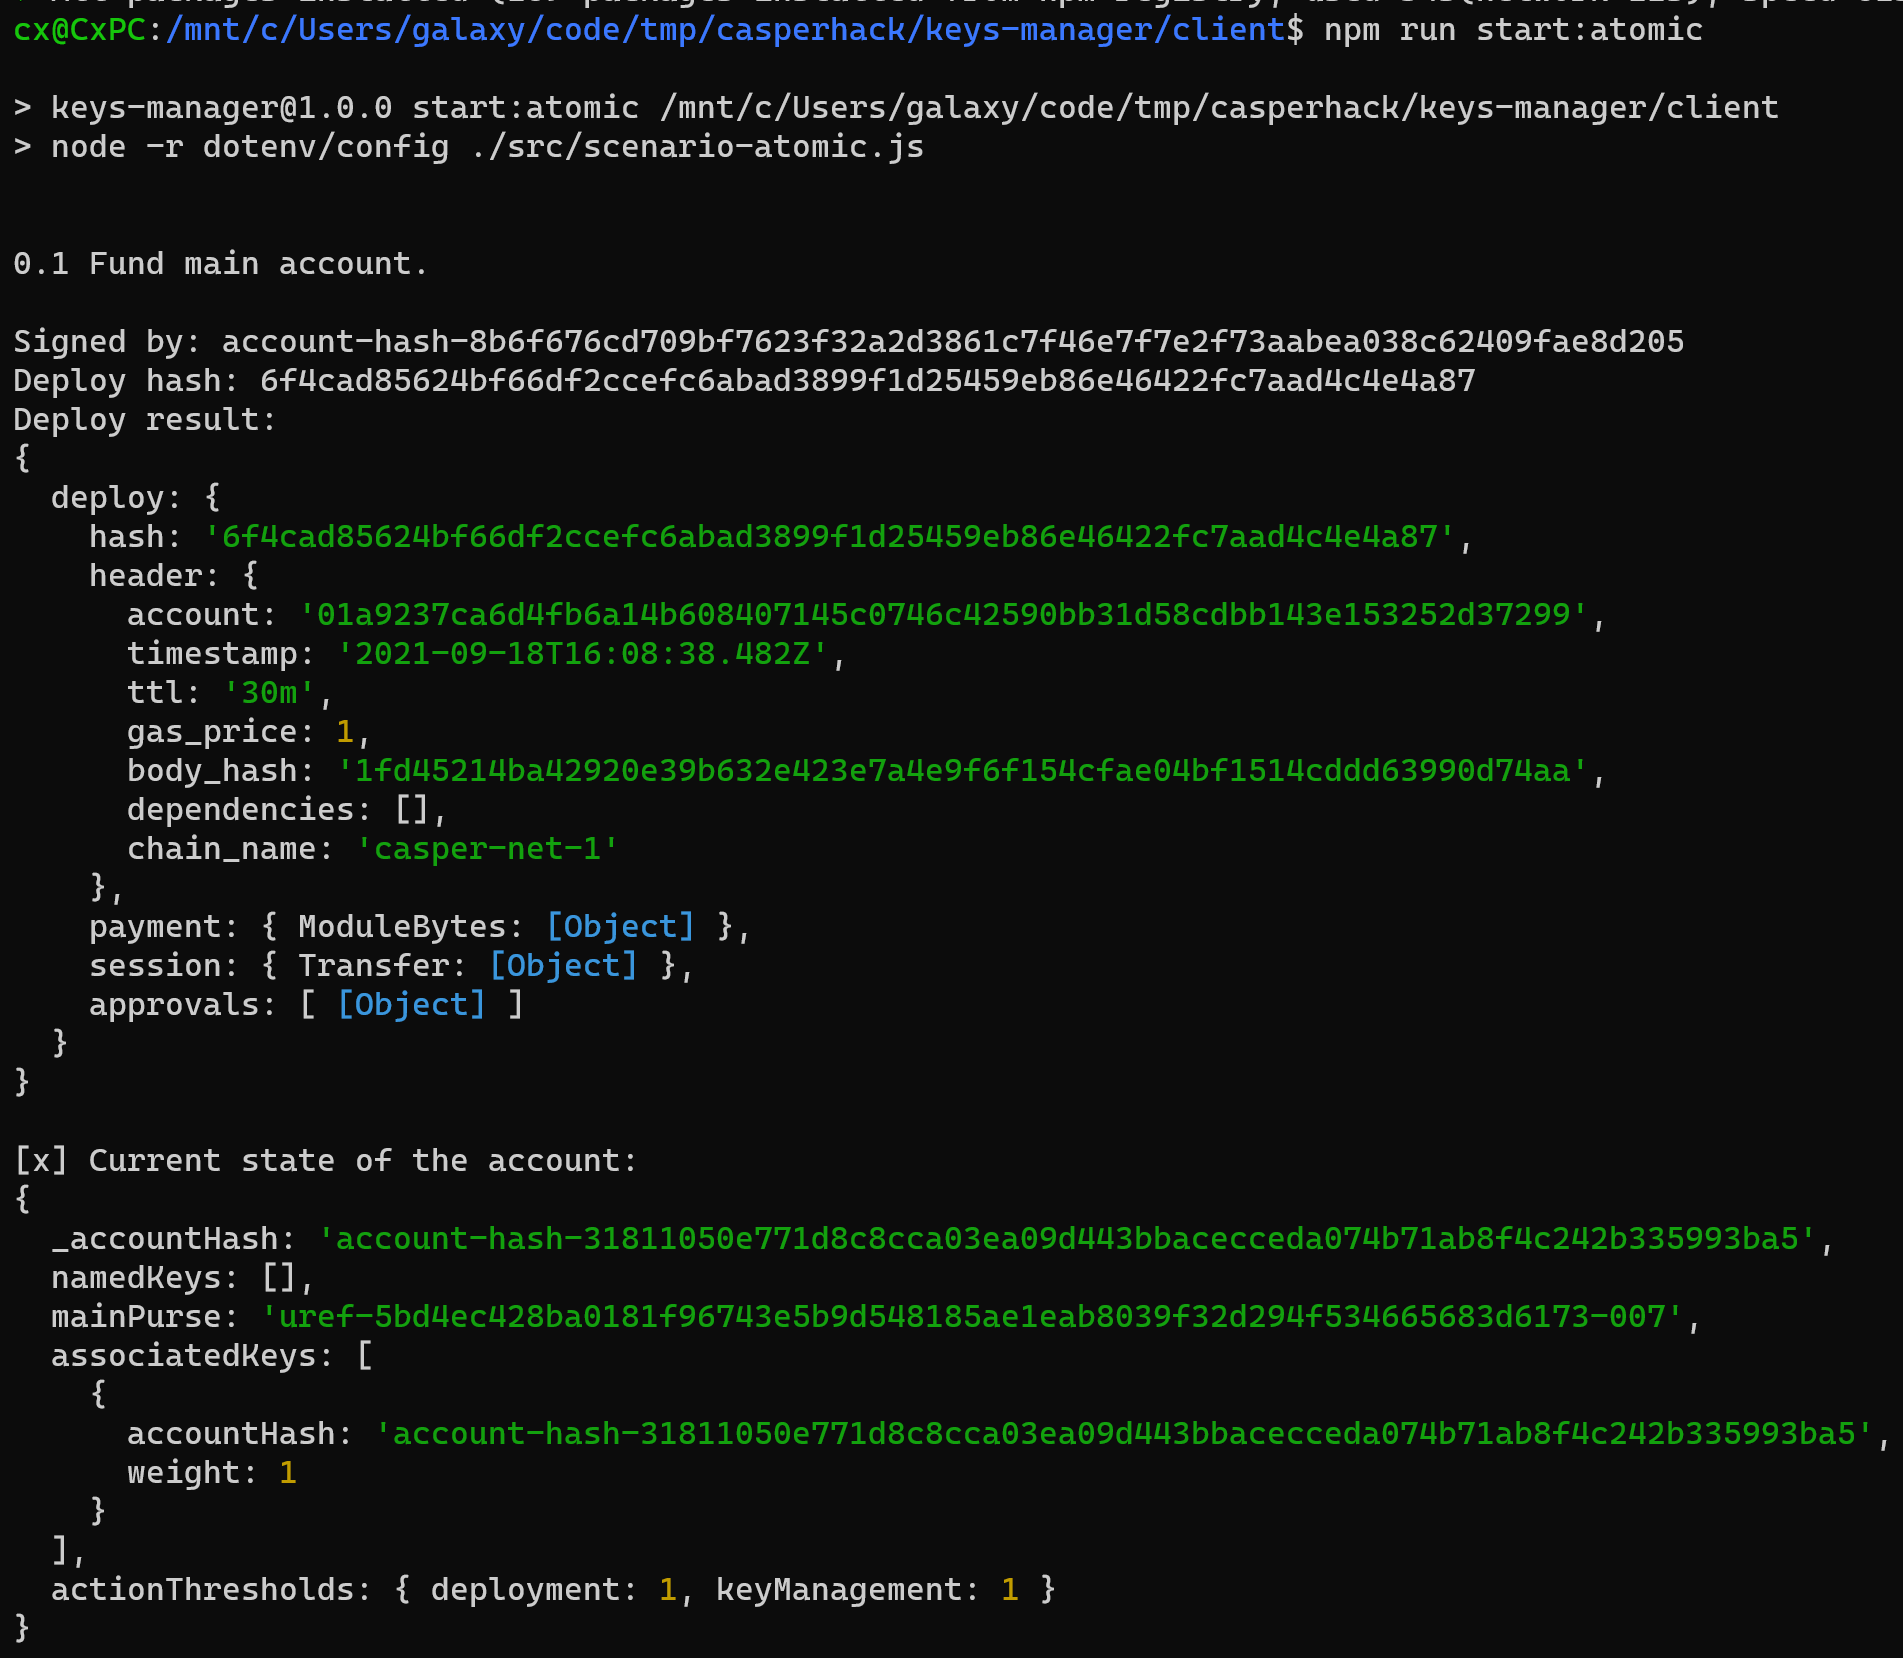 cx@CxPC:/mnt/c/Users/galaxy/code/tmp/casperhack/keys-manager/client$ npm run start:atomic
> keys-manager@1.0.0 start:atomic /mnt/c/Users/galaxy/code/tmp/casperhack/keys-manager/client
> node -r dotenv/config ./src/scenario-atomic.js
0.1 Fund main account.
Signed by: account-hash-8b6f676cd709bf7623f32a2d3861c7f46e7f7e2f73aabea038c62409fae8d205
Deploy hash: 6f4cad85624bf66df2ccefc6abad3899f1d25459eb86e46422fc7aad4c4e4a87
Deploy result:
{
  deploy: {
    hash: '6f4cad85624bf66df2ccefc6abad3899f1d25459eb86e46422fc7aad4c4e4a87',
    header: {
      account: '01a9237ca6d4fb6a14b608407145c0746c42590bb31d58cdbb143e153252d37299',
      timestamp: '2021-09-18T16:08:38.482Z',
      ttl: '30m',
      gas_price: 1,
      body_hash: '1fd45214ba42920e39b632e423e7a4e9f6f154cfae04bf1514cddd63990d74aa',
      dependencies: [],
      chain_name: 'casper-net-1'
    },
    payment: { ModuleBytes: [Object] },
    session: { Transfer: [Object] },
    approvals: [ [Object] ]
  }
}
[x] Current state of the account:
{
  _accountHash: 'account-hash-31811050e771d8c8cca03ea09d443bbacecceda074b71ab8f4c242b335993ba5',
  namedKeys: [],
  mainPurse: 'uref-5bd4ec428ba0181f96743e5b9d548185ae1eab8039f32d294f534665683d6173-007',
  associatedKeys: [
    {
      accountHash: 'account-hash-31811050e771d8c8cca03ea09d443bbacecceda074b71ab8f4c242b335993ba5',
      weight: 1
    }
  ],
  actionThresholds: { deployment: 1, keyManagement: 1 }
}